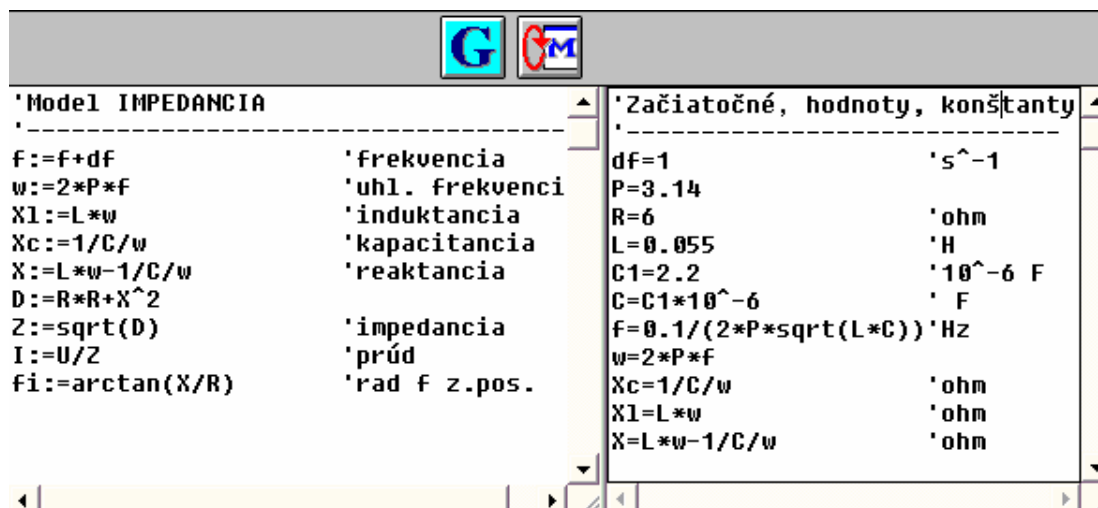 G M
'Model IMPEDANCIA
'-----------------------------------
f:=f+df 'frekvencia
w:=2*P*f 'uhl. frekvenci
Xl:=L*w 'induktancia
Xc:=1/C/w 'kapacitancia
X:=L*w-1/C/w 'reaktancia
D:=R*R+X^2
Z:=sqrt(D) 'impedancia
I:=U/Z 'prúd
fi:=arctan(X/R) 'rad f z.pos.
'Začiatočné, hodnoty, konštanty
'----------------------------
df=1 's^-1
P=3.14
R=6 'ohm
L=0.055 'H
C1=2.2 '10^-6 F
C=C1*10^-6 ' F
f=0.1/(2*P*sqrt(L*C))'Hz
w=2*P*f
Xc=1/C/w 'ohm
Xl=L*w 'ohm
X=L*w-1/C/w 'ohm